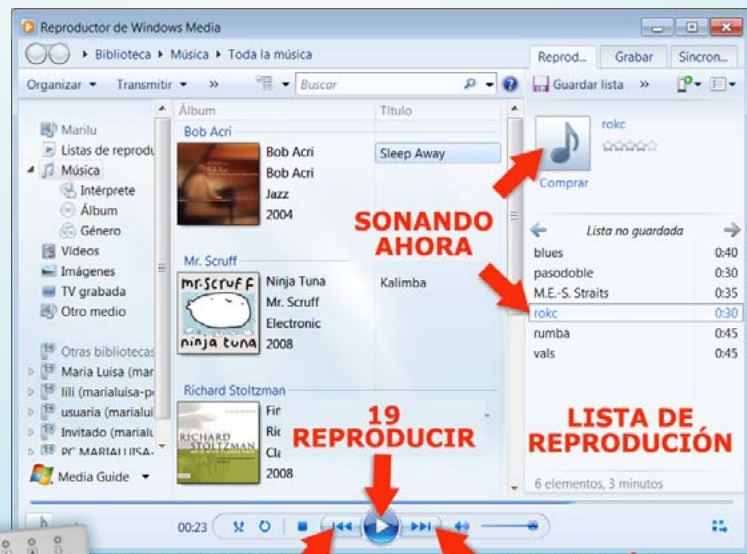 Reproductor de Windows Media
Biblioteca ▸ Música ▸ Toda la música
Reprod... Grabar Sincron...
Organizar Transmitir » Buscar
Guardar lista »
Marilu
Listas de reprodu
Música
Intérprete
Álbum
Género
Vídeos
Imágenes
TV grabada
Otro medio
Otras bibliotecas
Maria Luisa (mar
lili (marialuisa-p
usuaria (marialui
Invitado (marialu
PC MARIALUISA-
Media Guide
Álbum Título
Bob Acri
Bob Acri Sleep Away
Bob Acri
Jazz
2004
Mr. Scruff
mr.scruff
ninja tuna
Ninja Tuna Kalimba
Mr. Scruff
Electronic
2008
Richard Stoltzman
RICHARD
STOLTZMAN
Fir
Ric
Cla
2008
SONANDO
AHORA
19
REPRODUCIR
rokc
Comprar
Lista no guardada
blues 0:40
pasodoble 0:30
M.E.-S. Straits 0:35
rokc 0:30
rumba 0:45
vals 0:45
LISTA DE
REPRODUCIÓN
6 elementos, 3 minutos
00:23